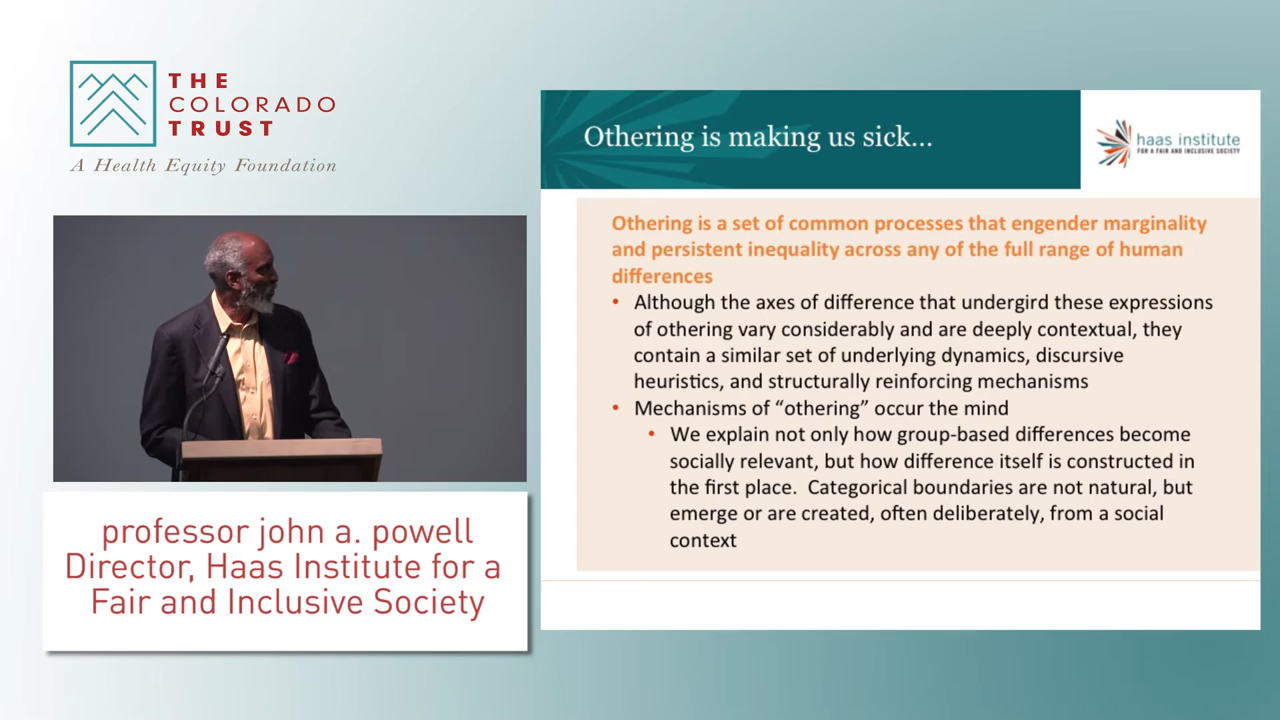 THE
COLORADO
TRUST
A Health Equity Foundation
professor john a. powell
Director, Haas Institute for a
Fair and Inclusive Society
Othering is making us sick...
haas institute
FOR A FAIR AND INCLUSIVE SOCIETY
Othering is a set of common processes that engender marginality
and persistent inequality across any of the full range of human
differences
• Although the axes of difference that undergird these expressions
of othering vary considerably and are deeply contextual, they
contain a similar set of underlying dynamics, discursive
heuristics, and structurally reinforcing mechanisms
• Mechanisms of “othering” occur the mind
• We explain not only how group-based differences become
socially relevant, but how difference itself is constructed in
the first place. Categorical boundaries are not natural, but
emerge or are created, often deliberately, from a social
context